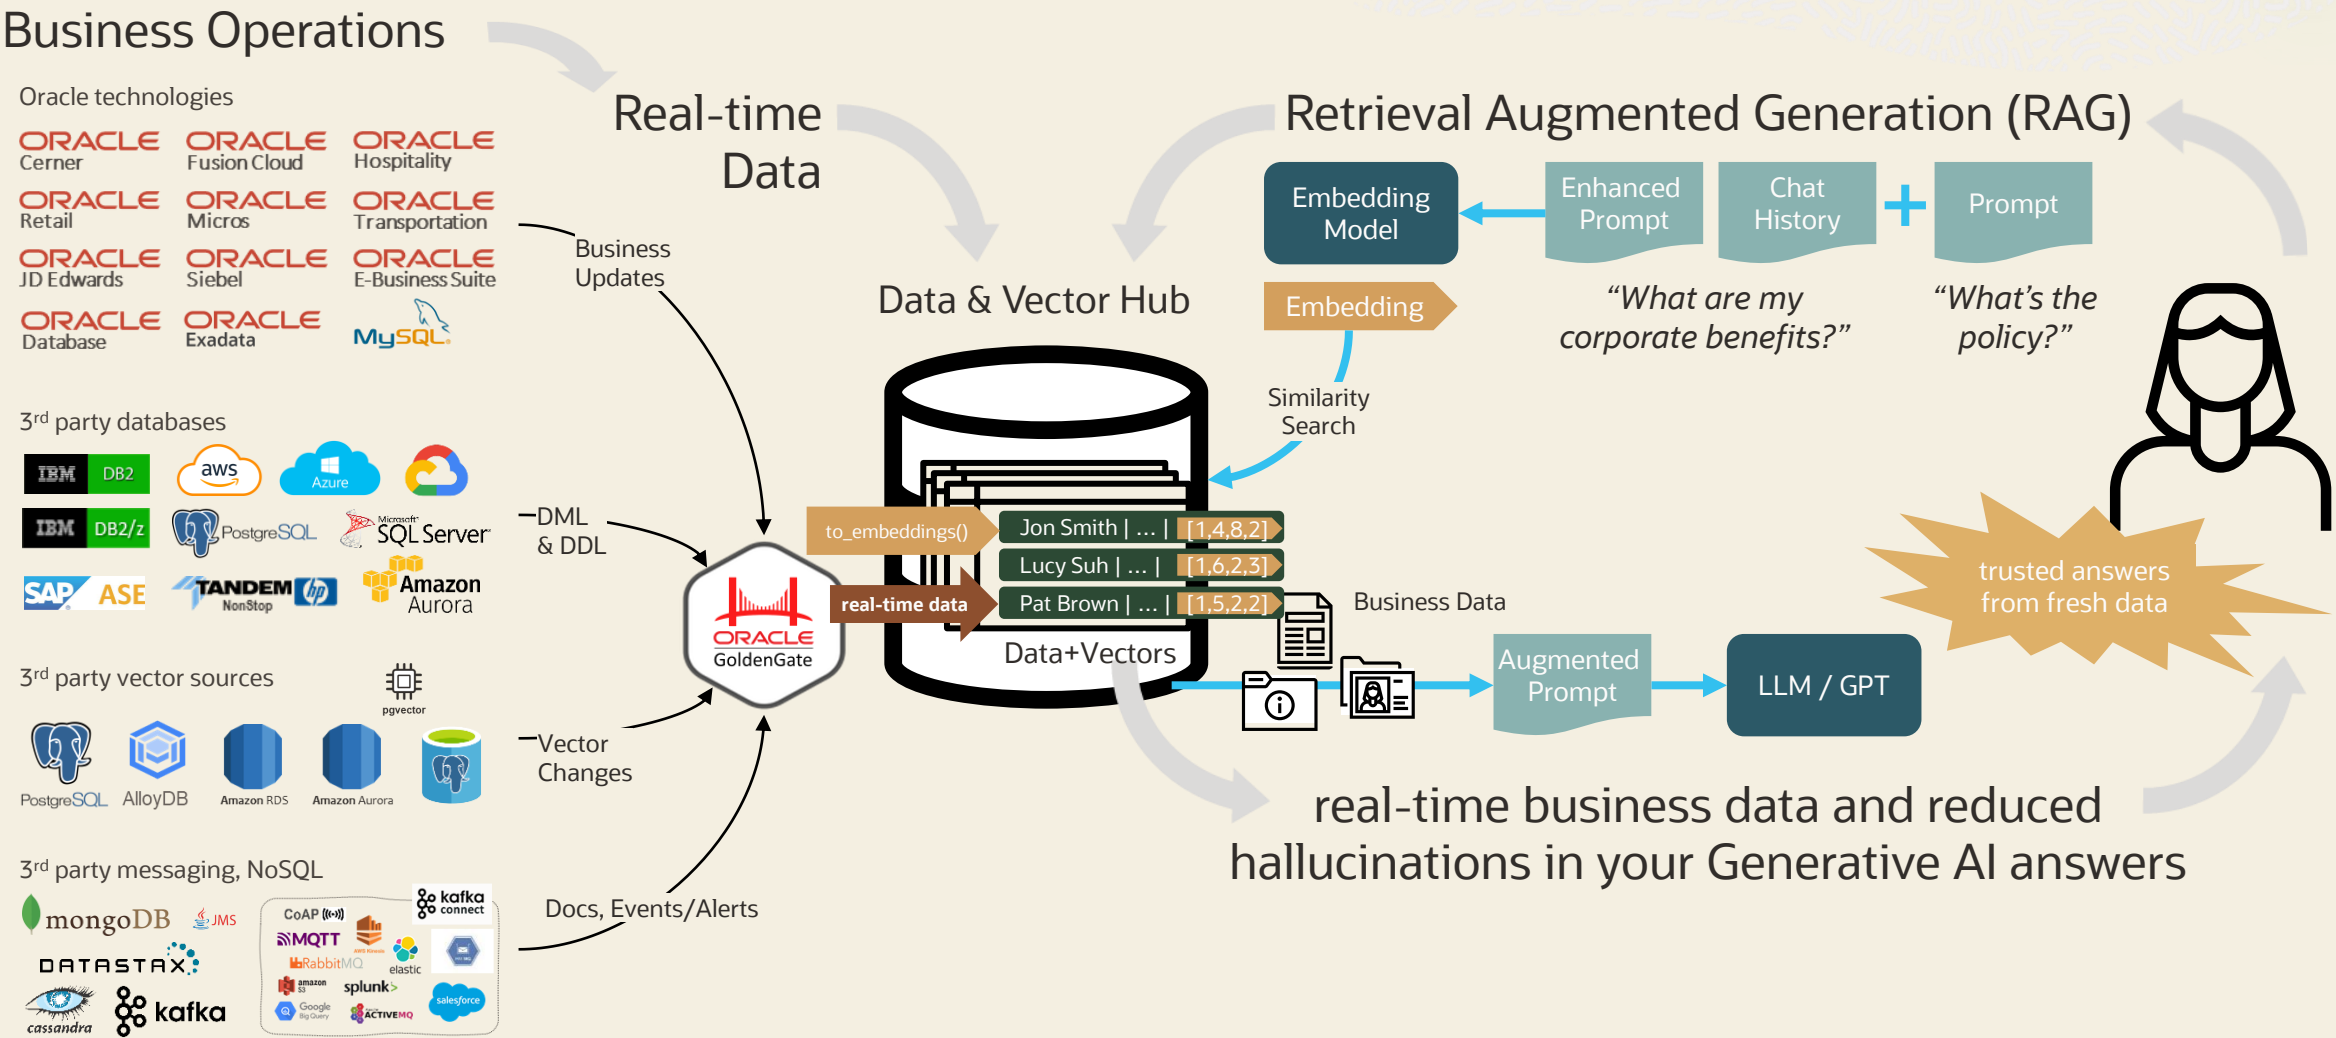 Business Operations
Oracle technologies
ORACLE
Cerner
ORACLE
Fusion Cloud
ORACLE
Hospitality
ORACLE
Retail
ORACLE
Micros
ORACLE
Transportation
ORACLE
JD Edwards
ORACLE
Siebel
ORACLE
E-Business Suite
ORACLE
Database
ORACLE
Exadata
MySQL
3rd party databases
IBM DB2
aws
Azure
IBM DB2/z
PostgreSQL
Microsoft
SQL Server
SAP ASE
TANDEM hp
NonStop
Amazon
Aurora
3rd party vector sources
pgvector
PostgreSQL
AlloyDB
Amazon RDS
Amazon Aurora
3rd party messaging, NoSQL
mongoDB
JMS
DATASTAX
cassandra
kafka
kafka
connect
CoAP
MQTT
AWS Kinesis
RabbitMQ
elastic
amazon
S3
splunk>
Google
Big Query
ACTIVEMQ
salesforce
Business
Updates
DML
& DDL
Vector
Changes
Docs, Events/Alerts
ORACLE
GoldenGate
Real-time
Data
Data & Vector Hub
to_embeddings()
real-time data
Jon Smith | ... | [1,4,8,2]
Lucy Suh | ... | [1,6,2,3]
Pat Brown | ... | [1,5,2,2]
Data+Vectors
Retrieval Augmented Generation (RAG)
Embedding
Model
Enhanced
Prompt
Chat
History
Prompt
Embedding
“What are my
corporate benefits?”
“What’s the
policy?”
Similarity
Search
Business Data
Augmented
Prompt
LLM / GPT
trusted answers
from fresh data
real-time business data and reduced
hallucinations in your Generative AI answers